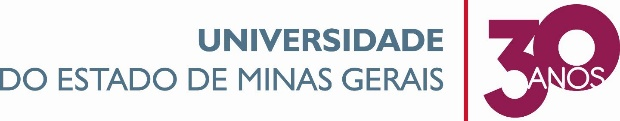 UNIVERSIDADE
DO ESTADO DE MINAS GERAIS
30
ANOS